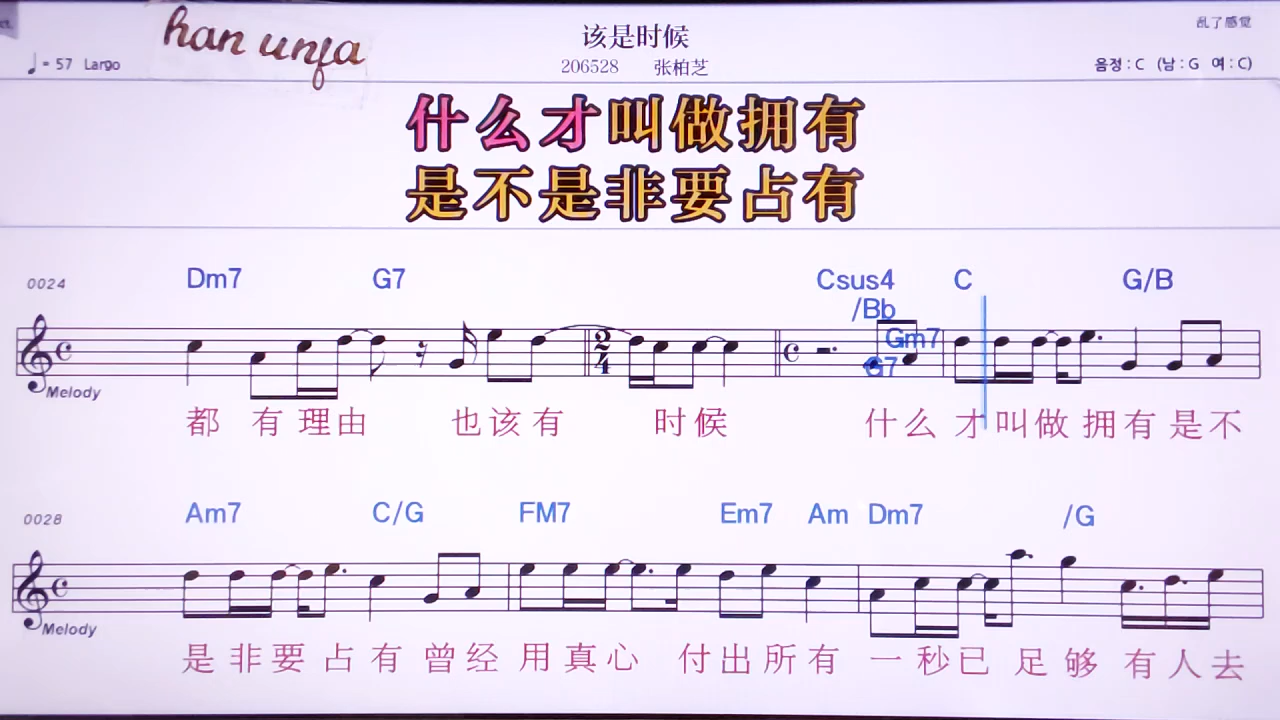 han unfa
该是时候
乱了感觉
♩= 57 Largo
206528 张柏芝
음정 : C (남 : G 여 : C)
什么才叫做拥有
是不是非要占有
0024 Dm7 G7 Csus4 C G/B
/Bb
Gm7
G7
2
4
Melody
都 有 理由 也该有 时候 什么 才叫做 拥有 是不
0028 Am7 C/G FM7 Em7 Am Dm7 /G
Melody
是 非要 占 有 曾经 用真心 付出所有 一 秒已 足 够 有人去